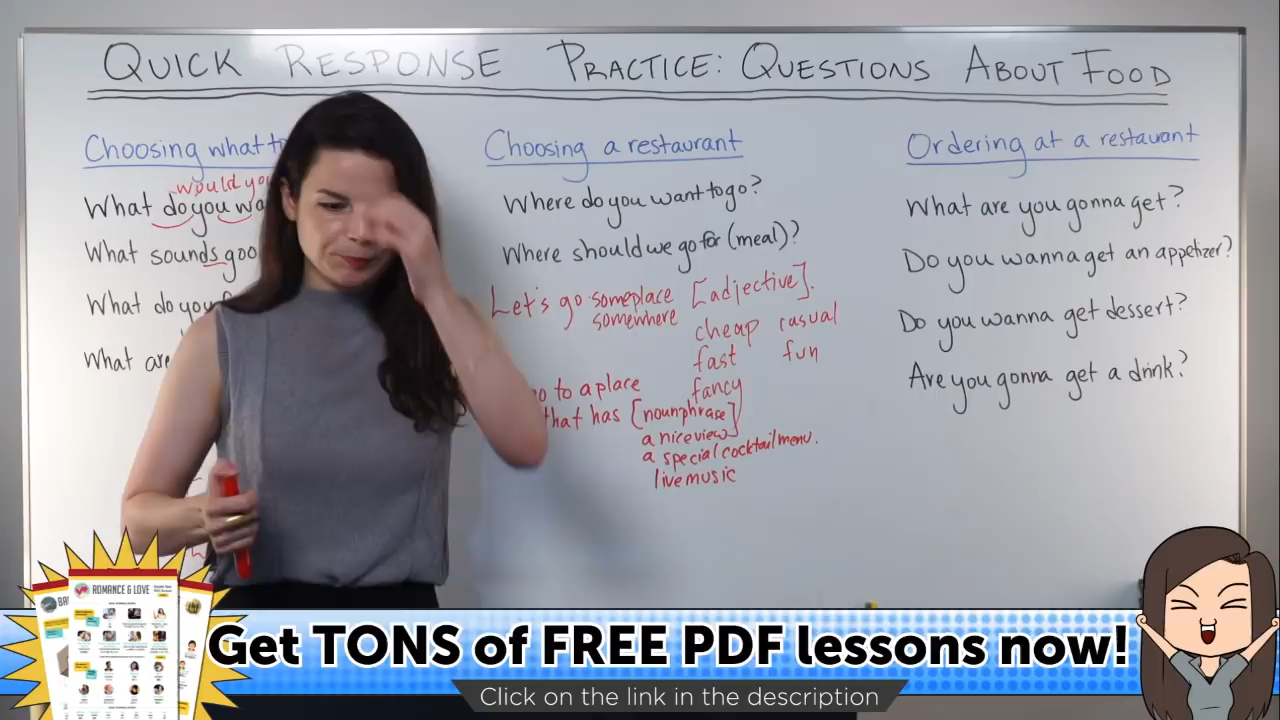 QUICK RESPONSE PRACTICE: QUESTIONS ABOUT FOOD
Choosing what to
would you
What do you wa
What sounds goo
What do you f
What are
Choosing a restaurant
Where do you want to go?
Where should we go for (meal)?
Let's go someplace [adjective].
somewhere
cheap casual
fast fun
fancy
go to a place
that has [noun phrase]
a nice view
a special cocktail menu.
live music
Ordering at a restaurant
What are you gonna get?
Do you wanna get an appetizer?
Do you wanna get dessert?
Are you gonna get a drink?
ROMANCE & LOVE
Get TONS of FREE PDF lessons now!
Click on the link in the description